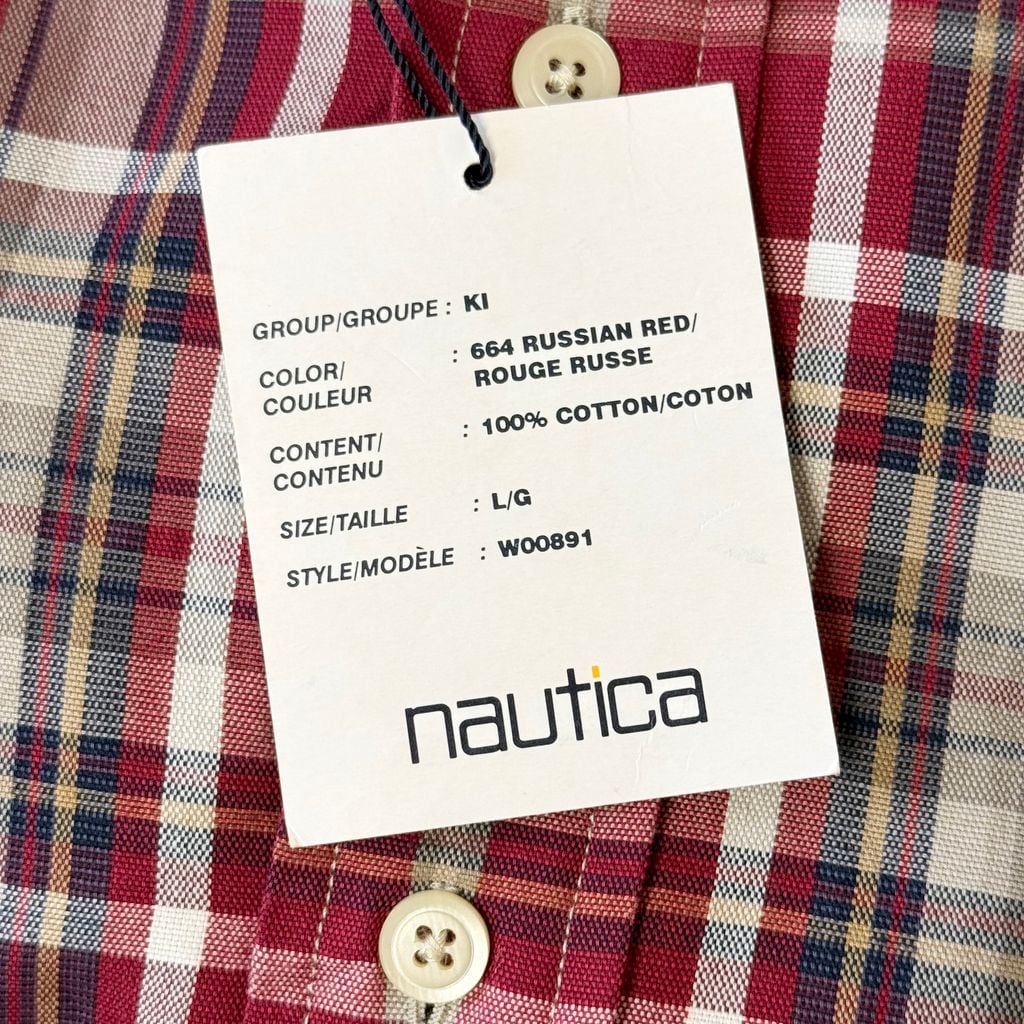 GROUP/GROUPE : KI
COLOR/ : 664 RUSSIAN RED/
COULEUR ROUGE RUSSE
CONTENT/ : 100% COTTON/COTON
CONTENU
SIZE/TAILLE : L/G
STYLE/MODÈLE : W00891
nautica